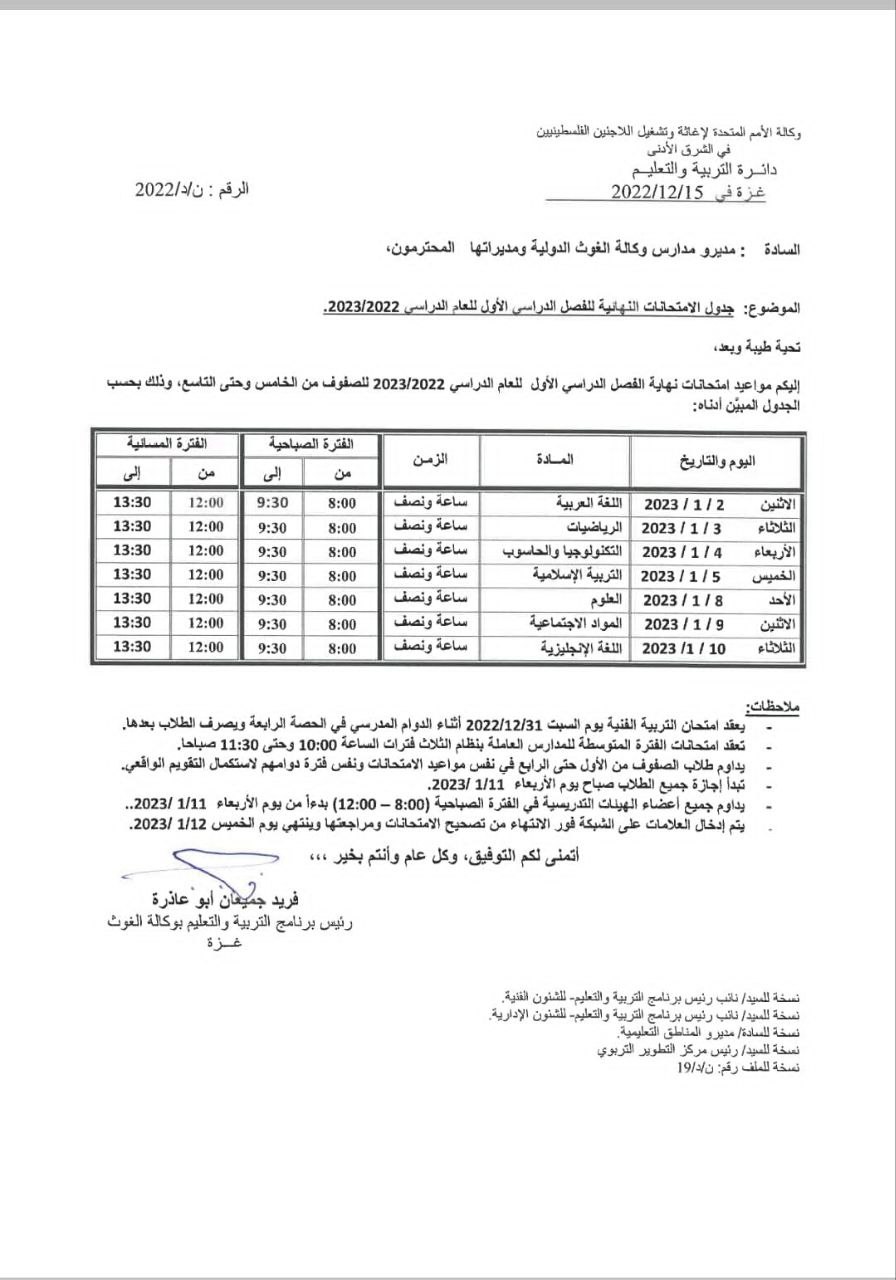 وكالة الأمم المتحدة لإغاثة وتشغيل اللاجئين الفلسطينيين
في الشرق الأدنى
دائـرة التربية والتعليـم
غـزة في 2022/12/15
الرقم : ن/د/2022
السادة : مديرو مدارس وكالة الغوث الدولية ومديراتها المحترمون،
الموضوع: جدول الامتحانات النهائية للفصل الدراسي الأول للعام الدراسي 2023/2022.
تحية طيبة وبعد،
إليكم مواعيد امتحانات نهاية الفصل الدراسي الأول للعام الدراسي 2023/2022 للصفوف من الخامس وحتى التاسع، وذلك بحسب
الجدول المبيَّن أدناه:
اليوم والتاريخ المـــادة الزمـن الفترة الصباحية الفترة المسائية
من إلى من إلى
الاثنين 2 / 1 / 2023 اللغة العربية ساعة ونصف 8:00 9:30 12:00 13:30
الثلاثاء 3 / 1 / 2023 الرياضيات ساعة ونصف 8:00 9:30 12:00 13:30
الأربعاء 4 / 1 / 2023 التكنولوجيا والحاسوب ساعة ونصف 8:00 9:30 12:00 13:30
الخميس 5 / 1 / 2023 التربية الإسلامية ساعة ونصف 8:00 9:30 12:00 13:30
الأحد 8 / 1 / 2023 العلوم ساعة ونصف 8:00 9:30 12:00 13:30
الاثنين 9 / 1 / 2023 المواد الاجتماعية ساعة ونصف 8:00 9:30 12:00 13:30
الثلاثاء 10 / 1/ 2023 اللغة الإنجليزية ساعة ونصف 8:00 9:30 12:00 13:30
ملاحظات:
- يعقد امتحان التربية الفنية يوم السبت 2022/12/31 أثناء الدوام المدرسي في الحصة الرابعة ويصرف الطلاب بعدها.
- تعقد امتحانات الفترة المتوسطة للمدارس العاملة بنظام الثلاث فترات الساعة 10:00 وحتى 11:30 صباحا.
- يداوم طلاب الصفوف من الأول حتى الرابع في نفس مواعيد الامتحانات ونفس فترة دوامهم لاستكمال التقويم الواقعي.
- تبدأ إجازة جميع الطلاب صباح يوم الأربعاء 1/11 /2023.
- يداوم جميع أعضاء الهيئات التدريسية في الفترة الصباحية (8:00 – 12:00) بدءاً من يوم الأربعاء 1/11 /2023..
. يتم إدخال العلامات على الشبكة فور الانتهاء من تصحيح الامتحانات ومراجعتها وينتهي يوم الخميس 1/12 /2023.
أتمنى لكم التوفيق، وكل عام وأنتم بخير ،،،
فريد جميعان أبو عاذرة
رئيس برنامج التربية والتعليم بوكالة الغوث
غـــزة
نسخة للسيد/ نائب رئيس برنامج التربية والتعليم- للشئون الفنية.
نسخة للسيد/ نائب رئيس برنامج التربية والتعليم- للشئون الإدارية.
نسخة للسادة/ مديرو المناطق التعليمية.
نسخة للسيد/ رئيس مركز التطوير التربوي
نسخة للملف رقم: ن/د/19